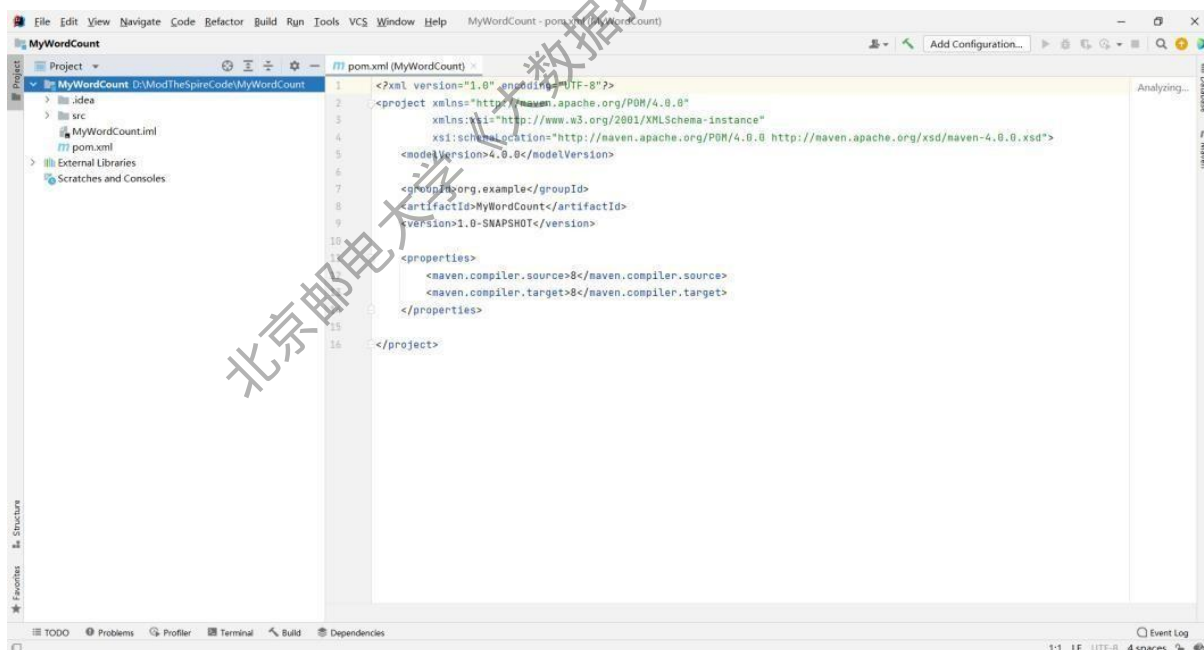 File Edit View Navigate Code Refactor Build Run Tools VCS Window Help MyWordCount - pom.xml (MyWordCount)
MyWordCount
Add Configuration...
Project
pom.xml (MyWordCount)
MyWordCount D:\ModTheSpireCode\MyWordCount
.idea
src
MyWordCount.iml
pom.xml
External Libraries
Scratches and Consoles
1 <?xml version="1.0" encoding="UTF-8"?>
2 <project xmlns="http://maven.apache.org/POM/4.0.0"
3 xmlns:xsi="http://www.w3.org/2001/XMLSchema-instance"
4 xsi:schemaLocation="http://maven.apache.org/POM/4.0.0 http://maven.apache.org/xsd/maven-4.0.0.xsd">
5 <modelVersion>4.0.0</modelVersion>
6
7 <groupId>org.example</groupId>
8 <artifactId>MyWordCount</artifactId>
9 <version>1.0-SNAPSHOT</version>
10
11 <properties>
12 <maven.compiler.source>8</maven.compiler.source>
13 <maven.compiler.target>8</maven.compiler.target>
14 </properties>
15
16 </project>
Analyzing...
Project
Structure
Favorites
Database
Maven
北京邮电大学《大数据技
TODO Problems Profiler Terminal Build Dependencies
Event Log
1:1 LF UTF-8 4 spaces